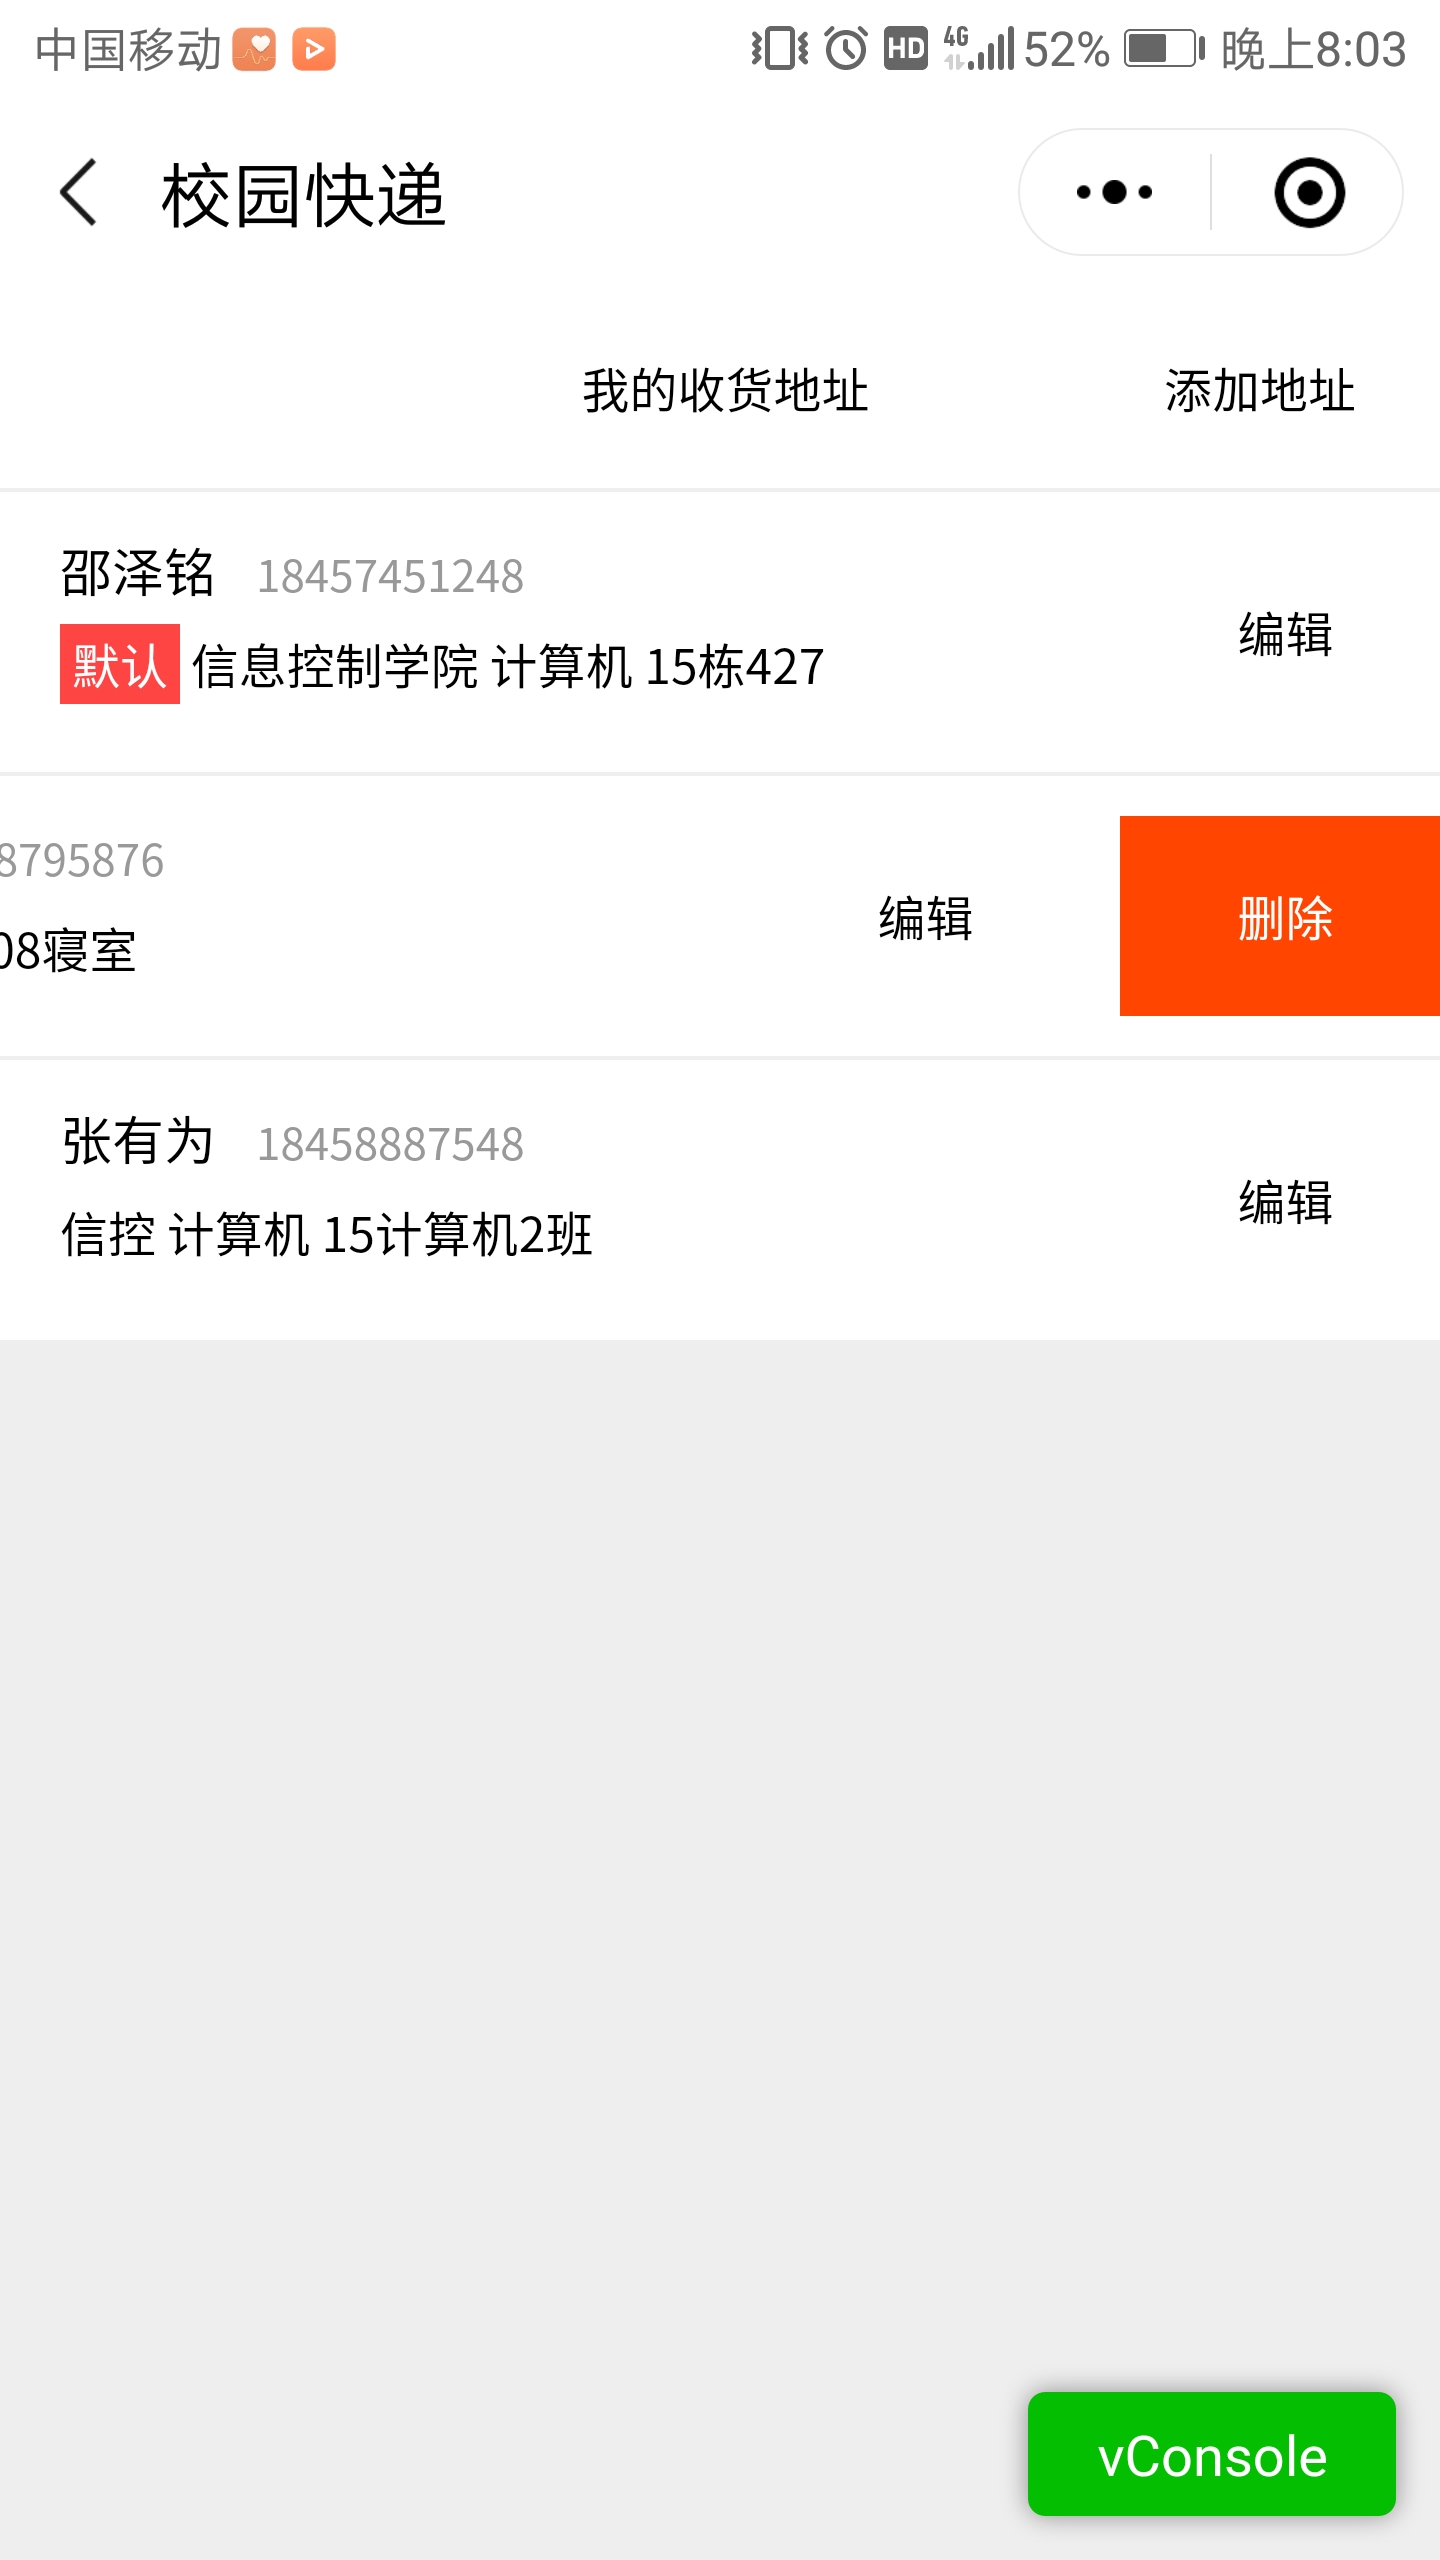 中国移动 HD 4G 52% 晚上8:03
校园快递
我的收货地址 添加地址
邵泽铭 18457451248
默认 信息控制学院 计算机 15栋427 编辑
8795876
08寝室 编辑 删除
张有为 18458887548
信控 计算机 15计算机2班 编辑
vConsole